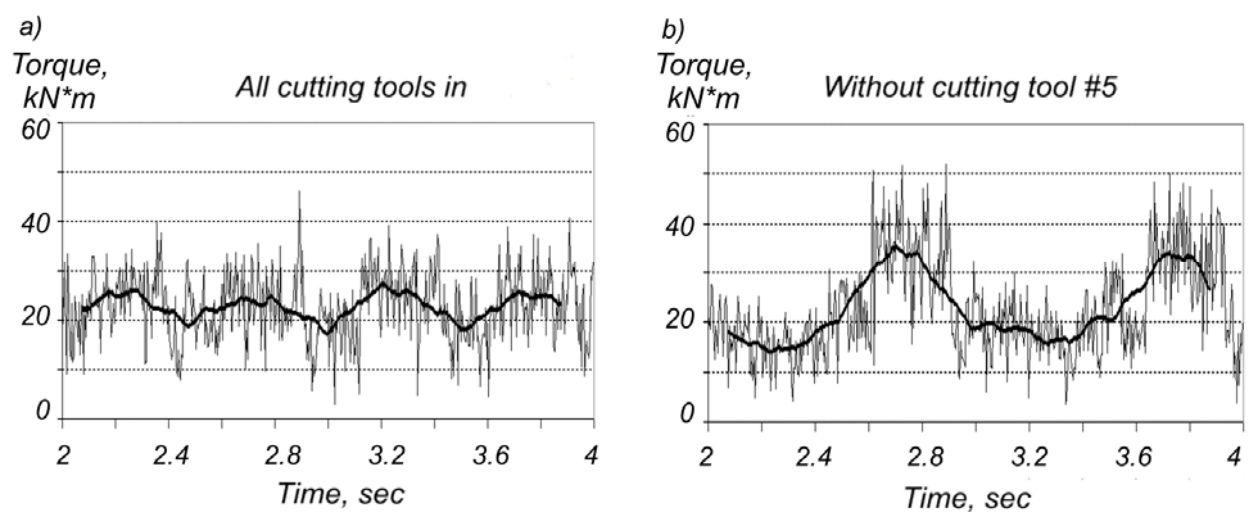 a)
Torque,
kN*m
All cutting tools in
60
40
20
0
2 2.4 2.8 3.2 3.6 4
Time, sec
b)
Torque,
kN*m
Without cutting tool #5
60
40
20
0
2 2.4 2.8 3.2 3.6 4
Time, sec